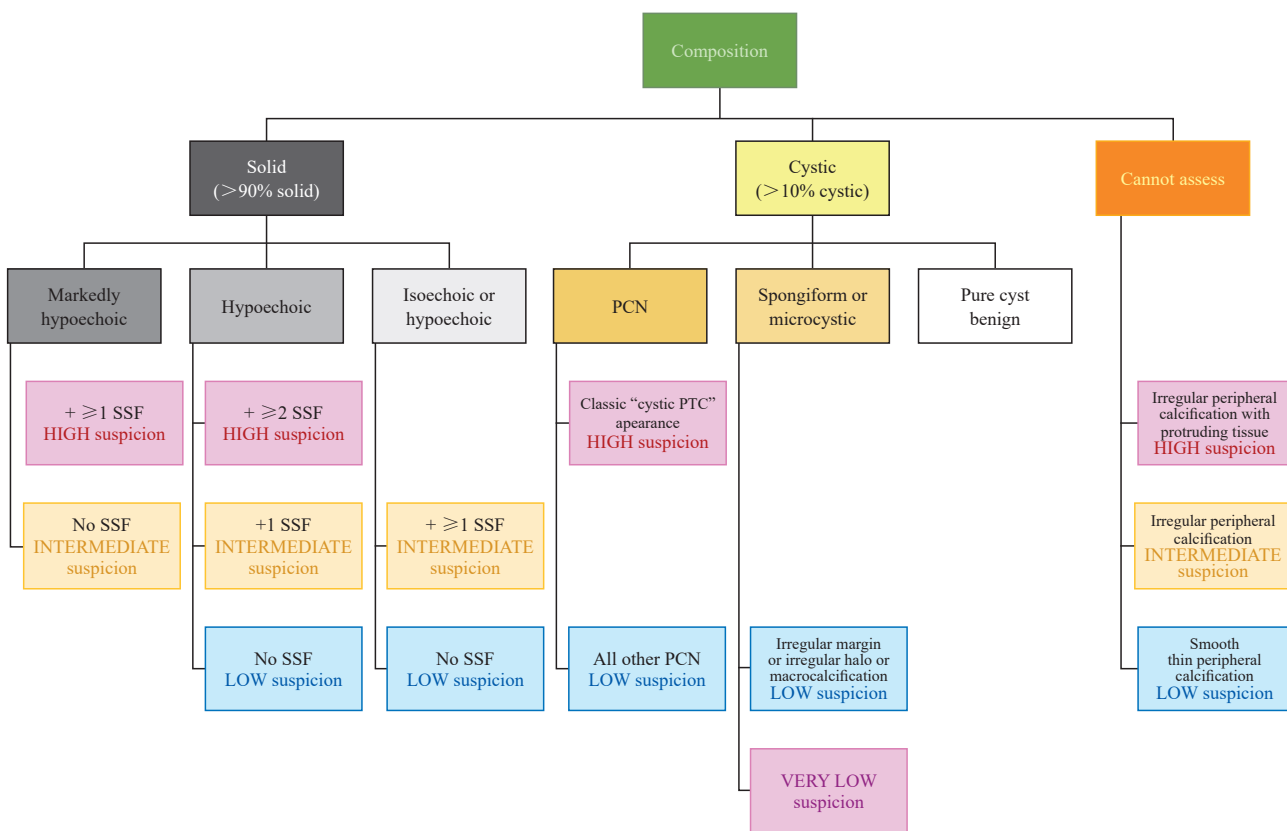 Composition
Solid
(＞90% solid)
Cystic
(＞10% cystic)
Cannot assess
Markedly
hypoechoic
Hypoechoic
Isoechoic or
hypoechoic
PCN
Spongiform or
microcystic
Pure cyst
benign
+ ≥1 SSF
HIGH suspicion
+ ≥2 SSF
HIGH suspicion
Classic “cystic PTC”
apearance
HIGH suspicion
Irregular peripheral
calcification with
protruding tissue
HIGH suspicion
No SSF
INTERMEDIATE
suspicion
+1 SSF
INTERMEDIATE
suspicion
+ ≥1 SSF
INTERMEDIATE
suspicion
Irregular peripheral
calcification
INTERMEDIATE
suspicion
No SSF
LOW suspicion
No SSF
LOW suspicion
All other PCN
LOW suspicion
Irregular margin
or irregular halo or
macrocalcification
LOW suspicion
Smooth
thin peripheral
calcification
LOW suspicion
VERY LOW
suspicion